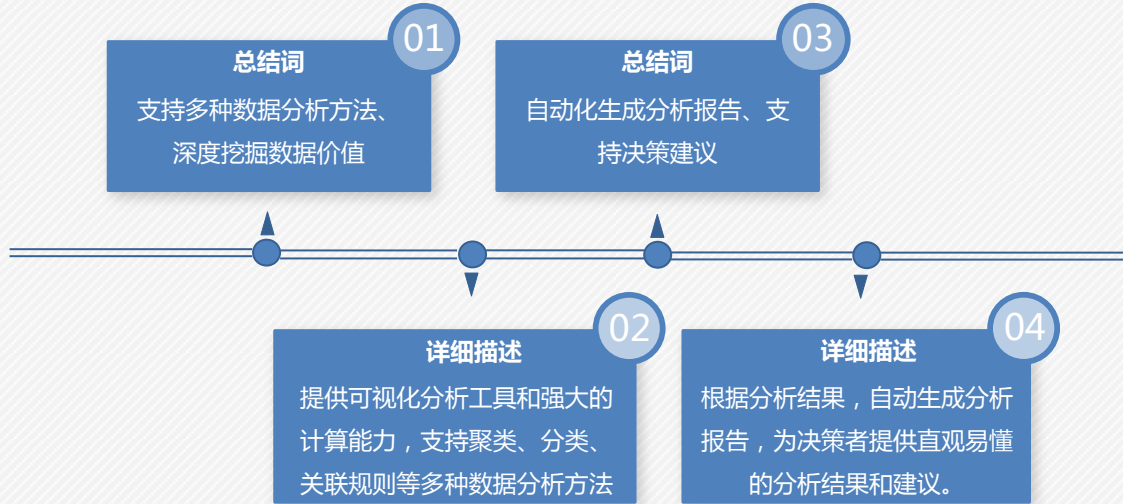 01
总结词
支持多种数据分析方法、
深度挖掘数据价值
02
详细描述
提供可视化分析工具和强大的
计算能力，支持聚类、分类、
关联规则等多种数据分析方法
03
总结词
自动化生成分析报告、支
持决策建议
04
详细描述
根据分析结果，自动生成分析
报告，为决策者提供直观易懂
的分析结果和建议。